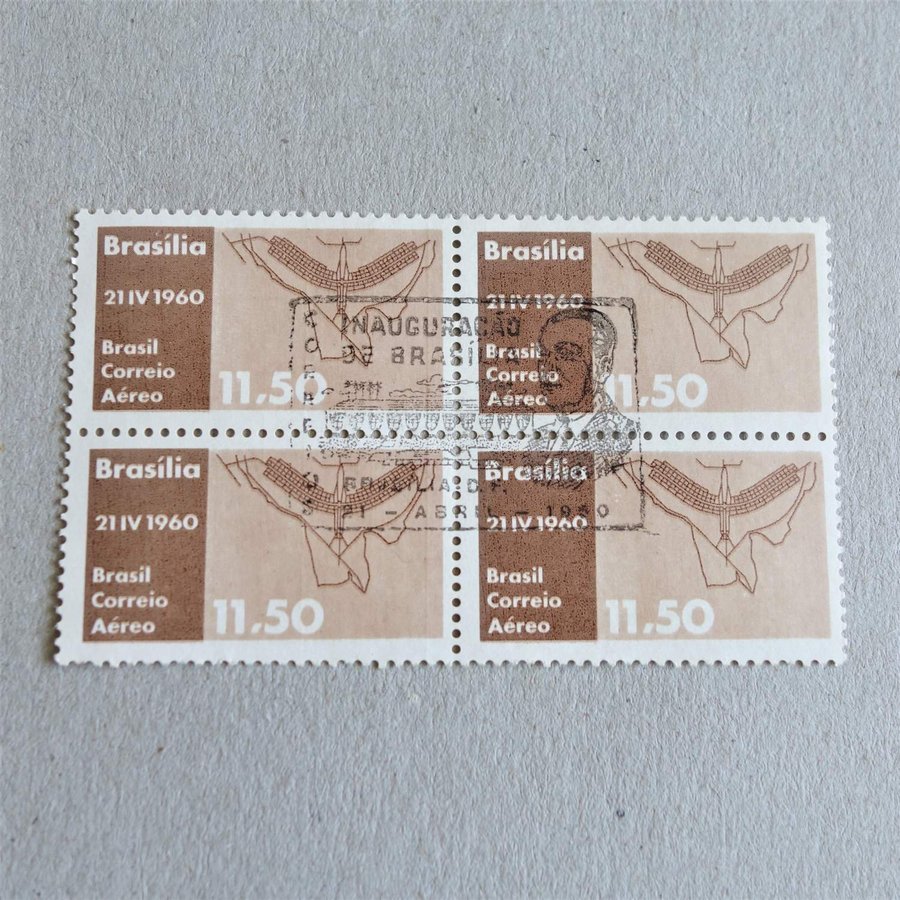 Brasília
21 IV 1960
Brasil
Correio
Aéreo
11,50
Brasília
21 IV 1960
Brasil
Correio
Aéreo
11,50
INAUGURAÇÃO
DE BRASÍLIA
CORREIOS
BRASÍLIA D.F.
21 - ABRIL - 1960
Brasília
21 IV 1960
Brasil
Correio
Aéreo
11,50
Brasília
21 IV 1960
Brasil
Correio
Aéreo
11,50